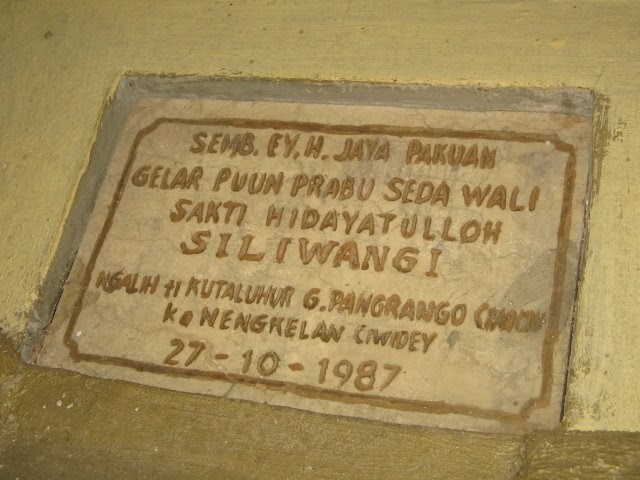 SEMB. EY. H. JAYA PAKUAN
GELAR PUUN PRABU SEDA WALI
SAKTI HIDAYATULLOH
SILIWANGI
NGALIH ti KUTALUHUR G. PANGRANGO
ka NENGKELAN CIWIDEY
27-10-1987